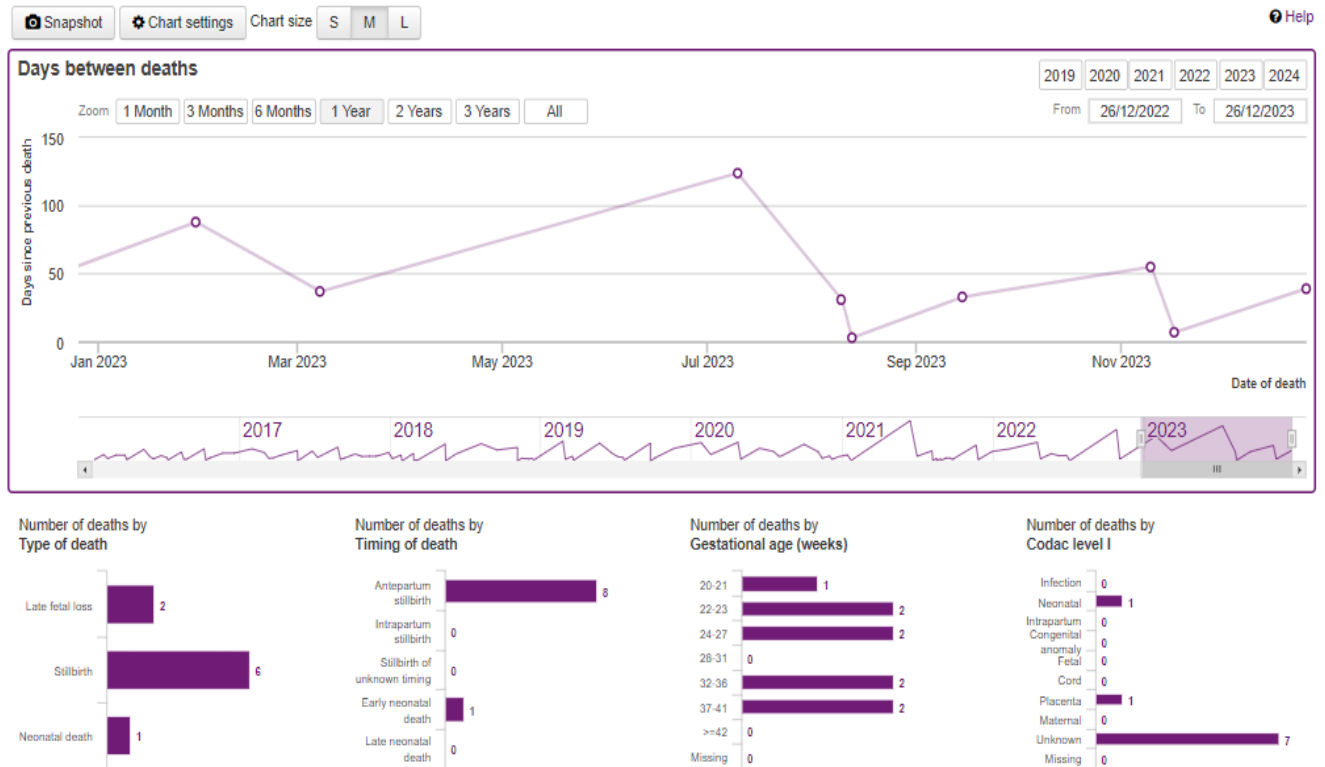 Snapshot Chart settings Chart size S M L Help
Days between deaths
2019 2020 2021 2022 2023 2024
Zoom 1 Month 3 Months 6 Months 1 Year 2 Years 3 Years All From 26/12/2022 To 26/12/2023
Days since previous death
150
100
50
0
Jan 2023 Mar 2023 May 2023 Jul 2023 Sep 2023 Nov 2023
Date of death
2017 2018 2019 2020 2021 2022 2023
Number of deaths by
Type of death
Late fetal loss 2
Stillbirth 6
Neonatal death 1
Number of deaths by
Timing of death
Antepartum
stillbirth 8
Intrapartum
stillbirth 0
Stillbirth of
unknown timing 0
Early neonatal
death 1
Late neonatal
death 0
Number of deaths by
Gestational age (weeks)
20-21 1
22-23 2
24-27 2
28-31 0
32-36 2
37-41 2
>=42 0
Missing 0
Number of deaths by
Codac level I
Infection 0
Neonatal 1
Intrapartum 0
Congenital
anomaly 0
Fetal 0
Cord 0
Placenta 1
Maternal 0
Unknown 7
Missing 0